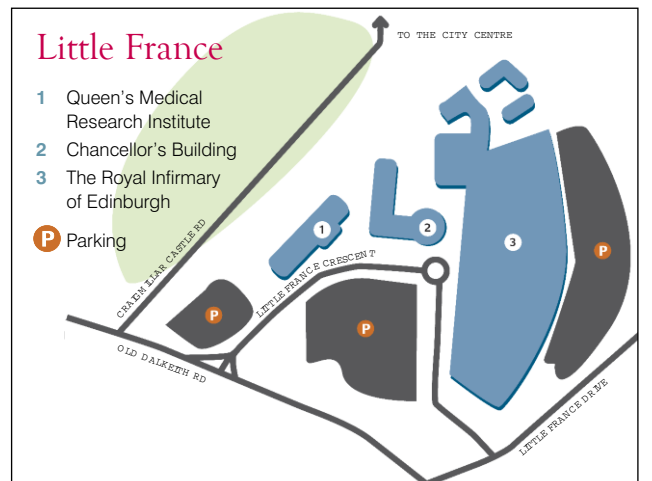 Little France
TO THE CITY CENTRE
1 Queen's Medical
Research Institute
2 Chancellor's Building
3 The Royal Infirmary
of Edinburgh
P Parking
CRAIGMILLAR CASTLE RD
OLD DALKEITH RD
LITTLE FRANCE CRESCENT
LITTLE FRANCE DRIVE
1
2
3
P
P
P